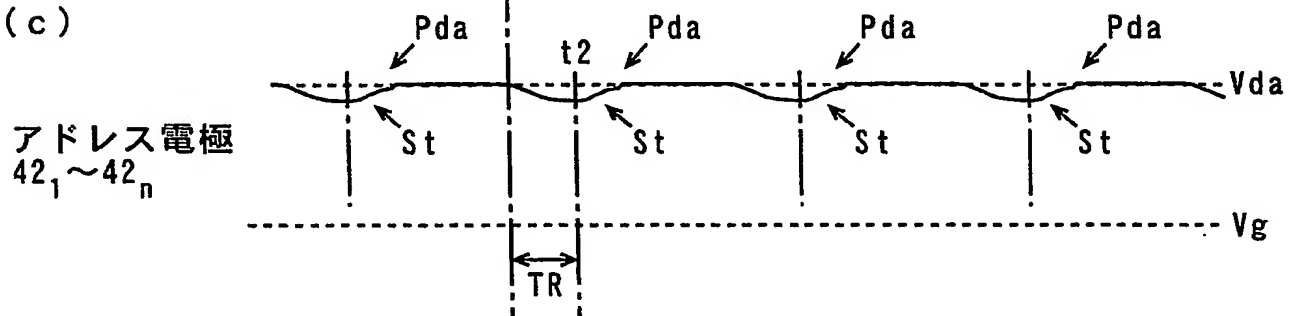 (c)
Pda Pda Pda Pda
t2
Vda
アドレス電極
42₁~42ₙ
St St St St
Vg
TR